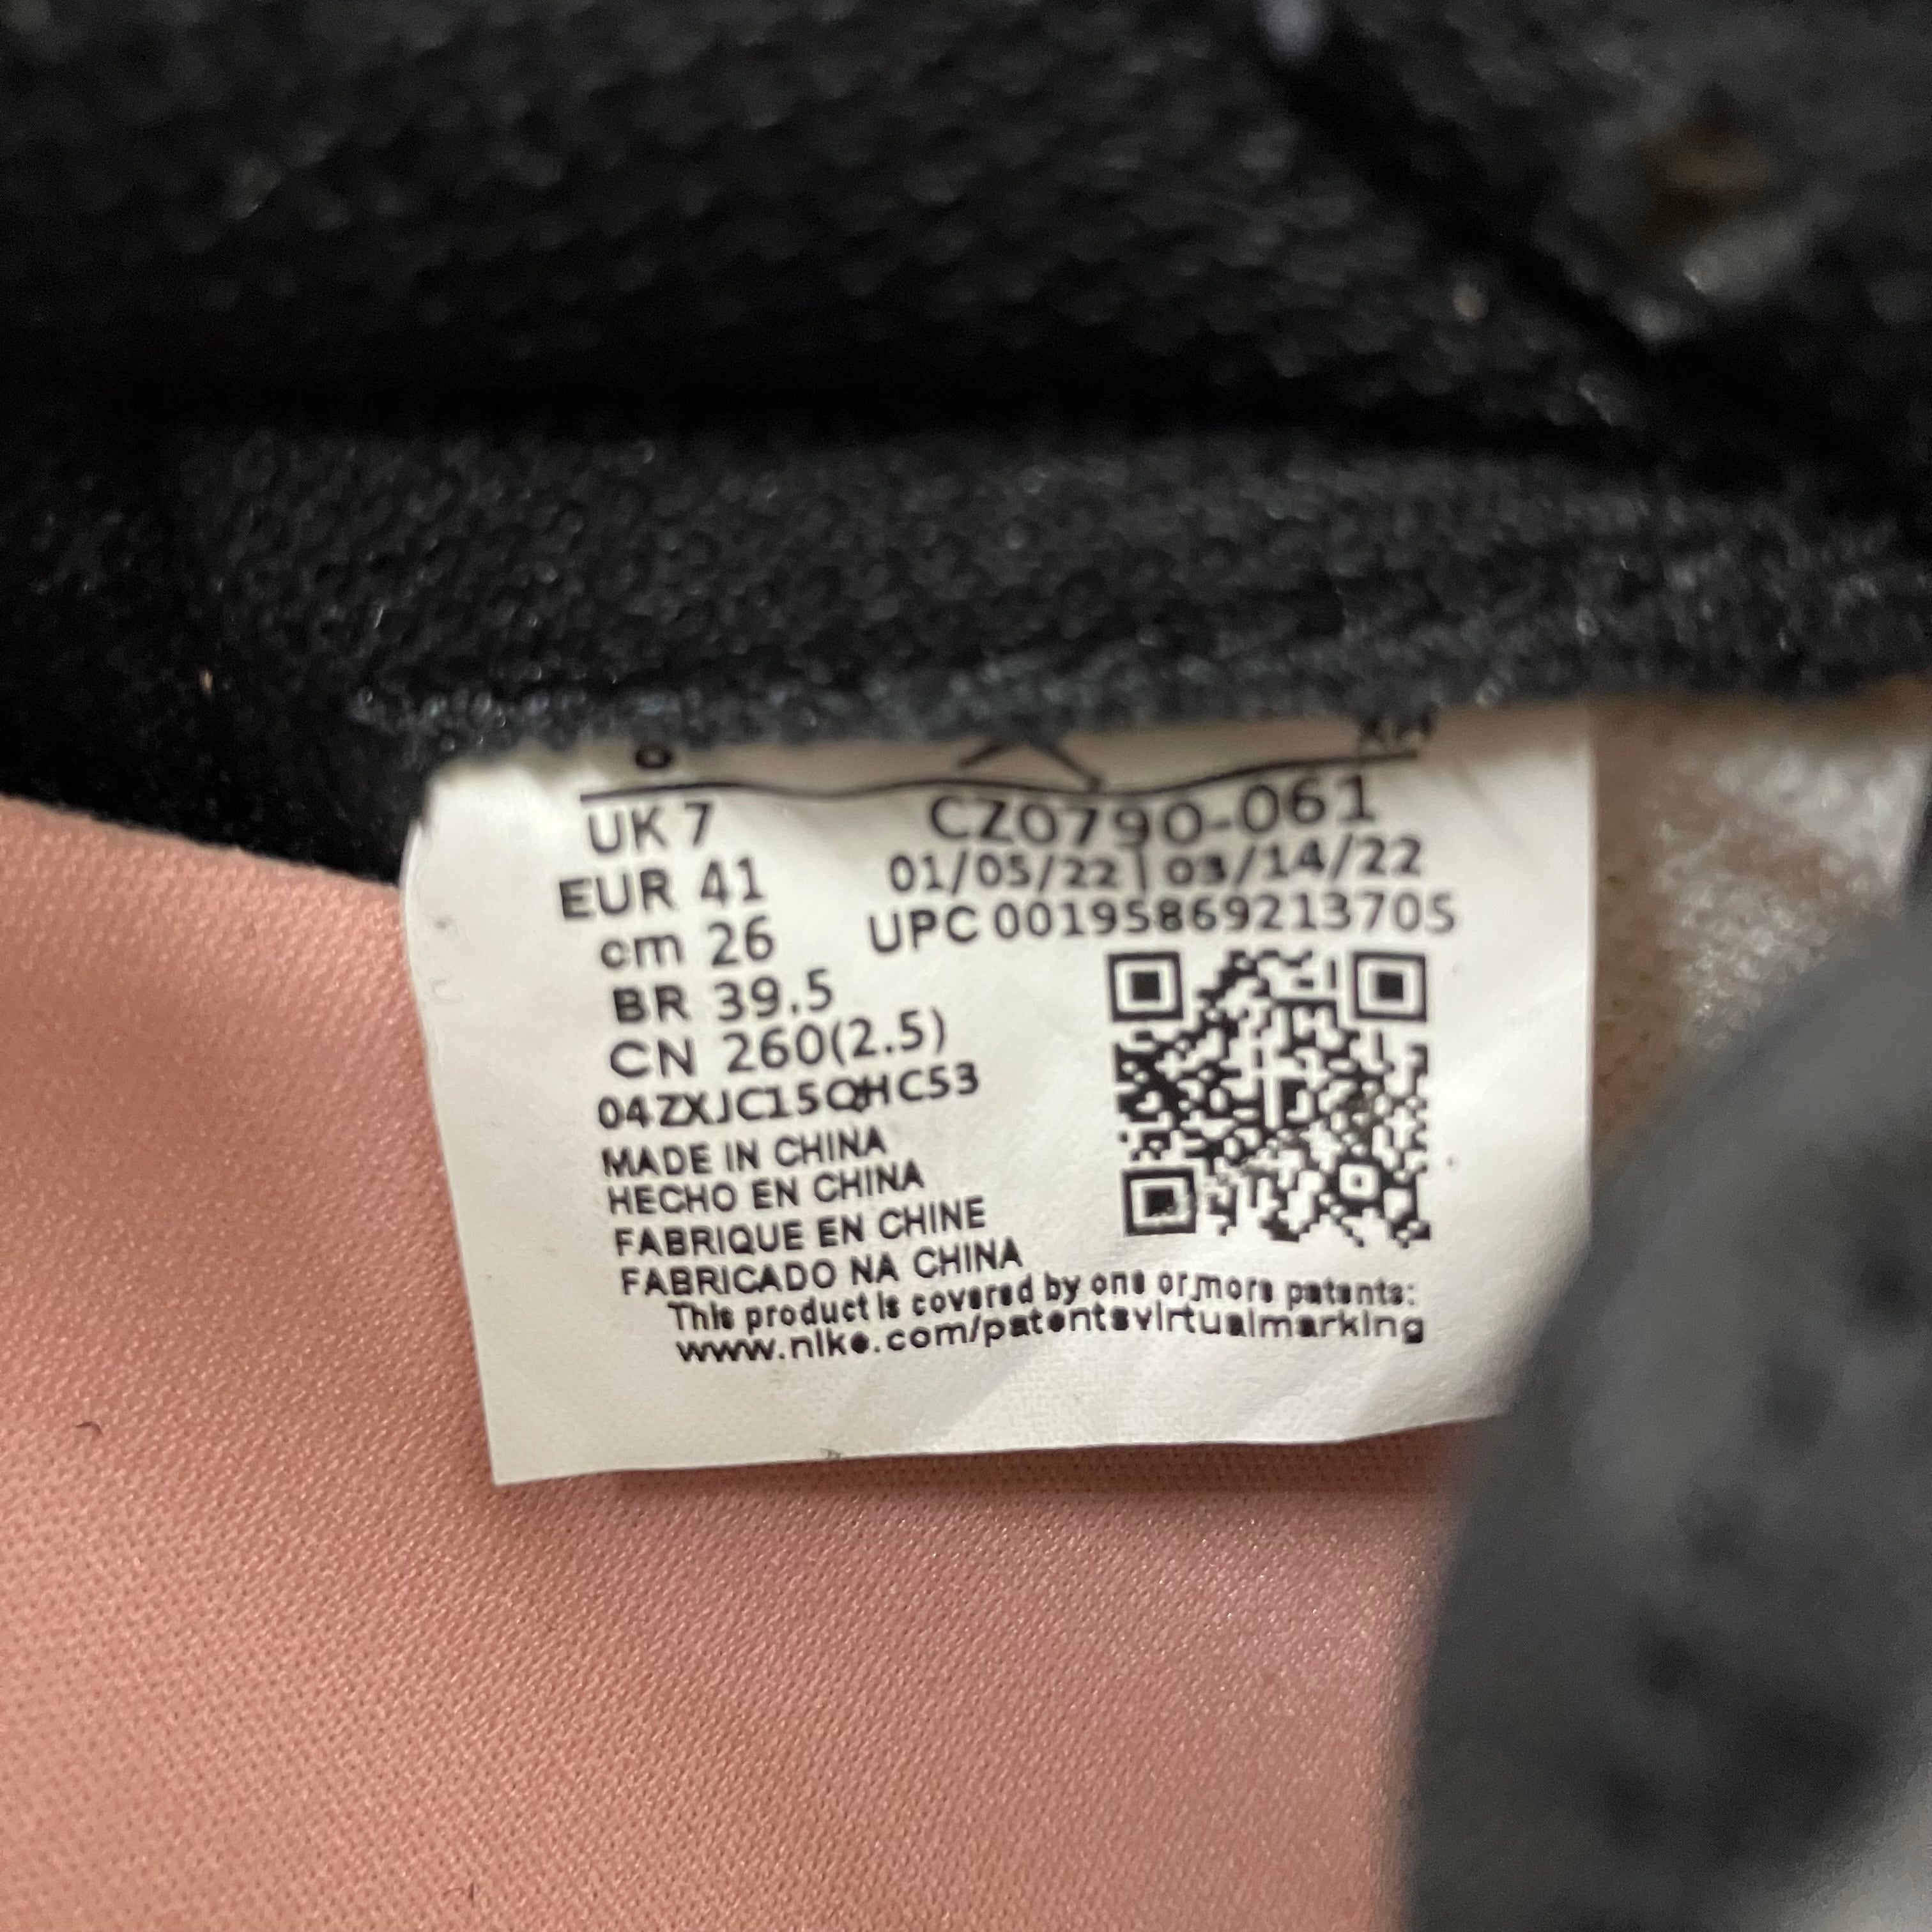 UK 7 CZ0790-061
EUR 41 01/05/22 | 03/14/22
cm 26 UPC 00195869213705
BR 39.5
CN 260(2.5)
04ZXJC15QHC53
MADE IN CHINA
HECHO EN CHINA
FABRIQUE EN CHINE
FABRICADO NA CHINA
This product is covered by one or more patents:
www.nike.com/patentsvirtualmarking